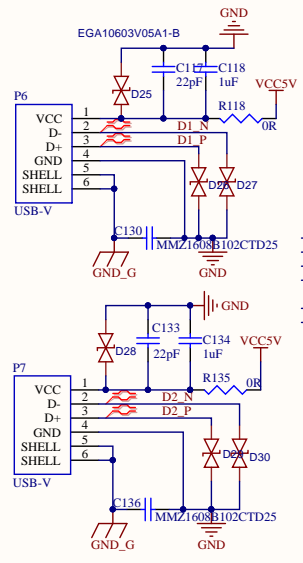 GND
EGA10603V05A1-B
C117 C118
22pF 1uF
VCC5V
D25
P6
R118
0R
VCC 1
D- 2
D+ 3
GND 4
SHELL 5
SHELL 6
D1_N
D1_P
D27
USB-V
C130
MMZ1608B102CTD25
GND_G GND
GND
C133 C134
22pF 1uF
VCC5V
D28
P7
R135
0R
VCC 1
D- 2
D+ 3
GND 4
SHELL 5
SHELL 6
D2_N
D2_P
D30
USB-V
C136
MMZ1608B102CTD25
GND_G GND